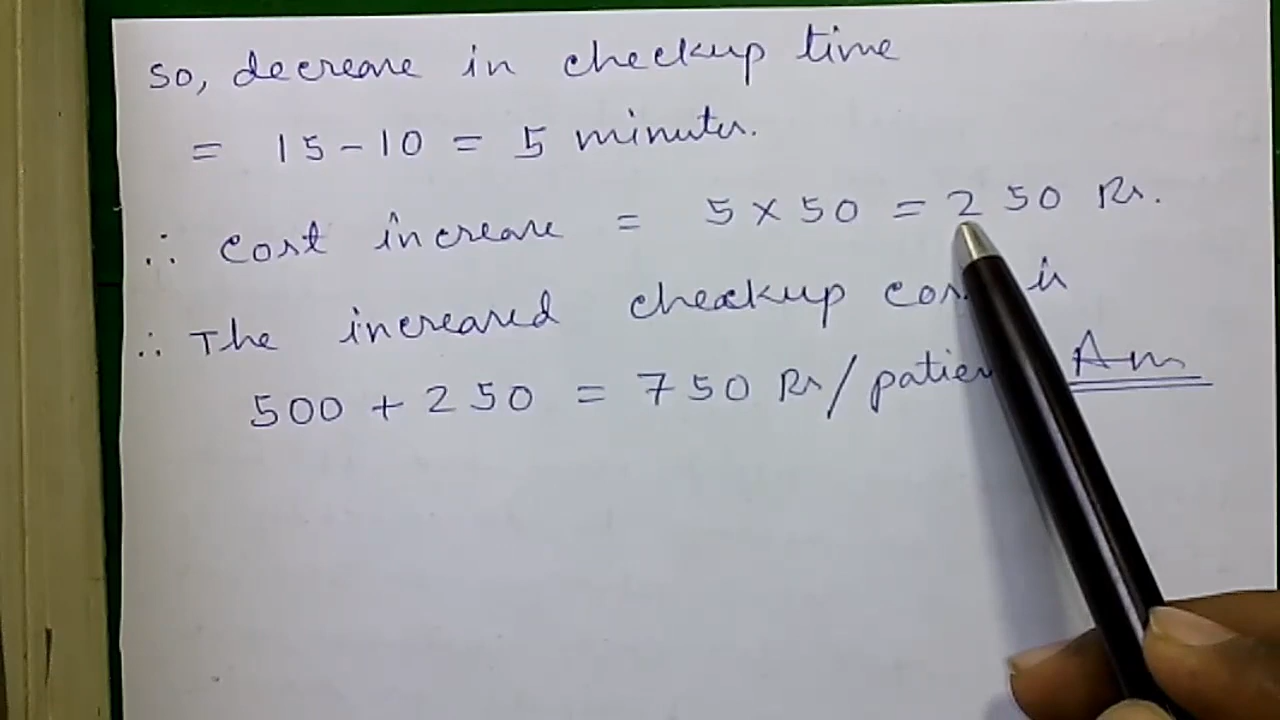 So, decrease in checkup time
= 15 - 10 = 5 minutes.
∴ cost increase = 5 × 50 = 250 Rs.
∴ The increased checkup cost is
500 + 250 = 750 Rs/patient Ans